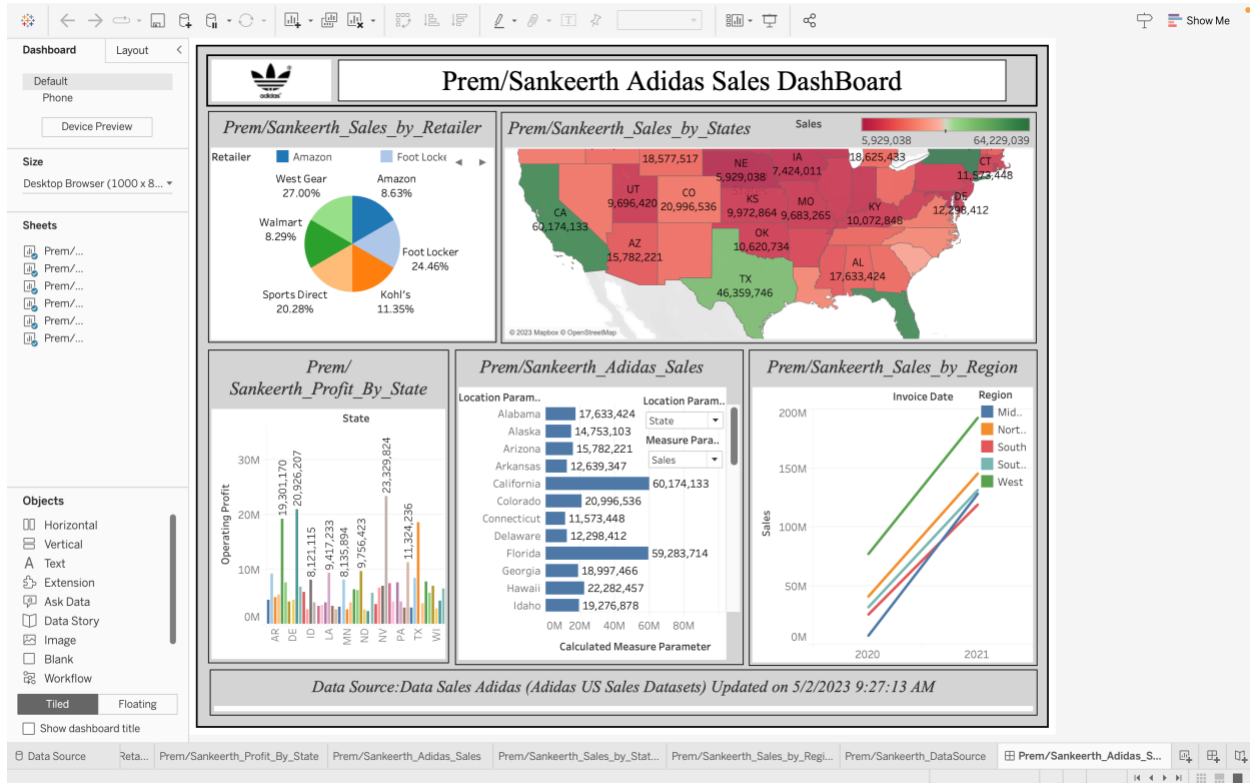 Show Me
Dashboard
Layout
Default
Phone
Device Preview
Size
Desktop Browser (1000 x 8...
Sheets
Prem/...
Prem/...
Prem/...
Prem/...
Prem/...
Prem/...
Objects
Horizontal
Vertical
A Text
Extension
Ask Data
Data Story
Image
Blank
Workflow
Tiled
Floating
Show dashboard title
adidas
Prem/Sankeerth Adidas Sales DashBoard
Prem/Sankeerth_Sales_by_Retailer
Retailer
Amazon
Foot Locke
West Gear
27.00%
Amazon
8.63%
Walmart
8.29%
Foot Locker
24.46%
Sports Direct
20.28%
Kohl's
11.35%
Prem/Sankeerth_Sales_by_States
Sales
5,929,038
64,229,039
18,577,517
NE
5,929,038
IA
7,424,011
18,625,433
CT
11,573,448
UT
9,696,420
CO
20,996,536
KS
9,972,864
MO
9,683,265
KY
10,072,848
DE
12,298,412
CA
60,174,133
AZ
15,782,221
OK
10,620,734
AL
17,633,424
TX
46,359,746
© 2023 Mapbox © OpenStreetMap
Prem/
Sankeerth_Profit_By_State
State
Operating Profit
30M
20M
10M
0M
19,301,170
20,926,207
8,121,115
9,417,233
8,135,894
9,756,423
23,329,824
11,324,236
AR
DE
ID
LA
MN
ND
NV
PA
TX
WI
Prem/Sankeerth_Adidas_Sales
Location Param..
Alabama 17,633,424
Alaska 14,753,103
Arizona 15,782,221
Arkansas 12,639,347
California 60,174,133
Colorado 20,996,536
Connecticut 11,573,448
Delaware 12,298,412
Florida 59,283,714
Georgia 18,997,466
Hawaii 22,282,457
Idaho 19,276,878
0M 20M 40M 60M 80M
Calculated Measure Parameter
Location Param..
State
Measure Para..
Sales
Prem/Sankeerth_Sales_by_Region
Invoice Date
Region
Mid..
Nort..
South
Sout..
West
Sales
200M
150M
100M
50M
0M
2020
2021
Data Source:Data Sales Adidas (Adidas US Sales Datasets) Updated on 5/2/2023 9:27:13 AM
Data Source
Reta...
Prem/Sankeerth_Profit_By_State
Prem/Sankeerth_Adidas_Sales
Prem/Sankeerth_Sales_by_Stat...
Prem/Sankeerth_Sales_by_Regi...
Prem/Sankeerth_DataSource
Prem/Sankeerth_Adidas_S...